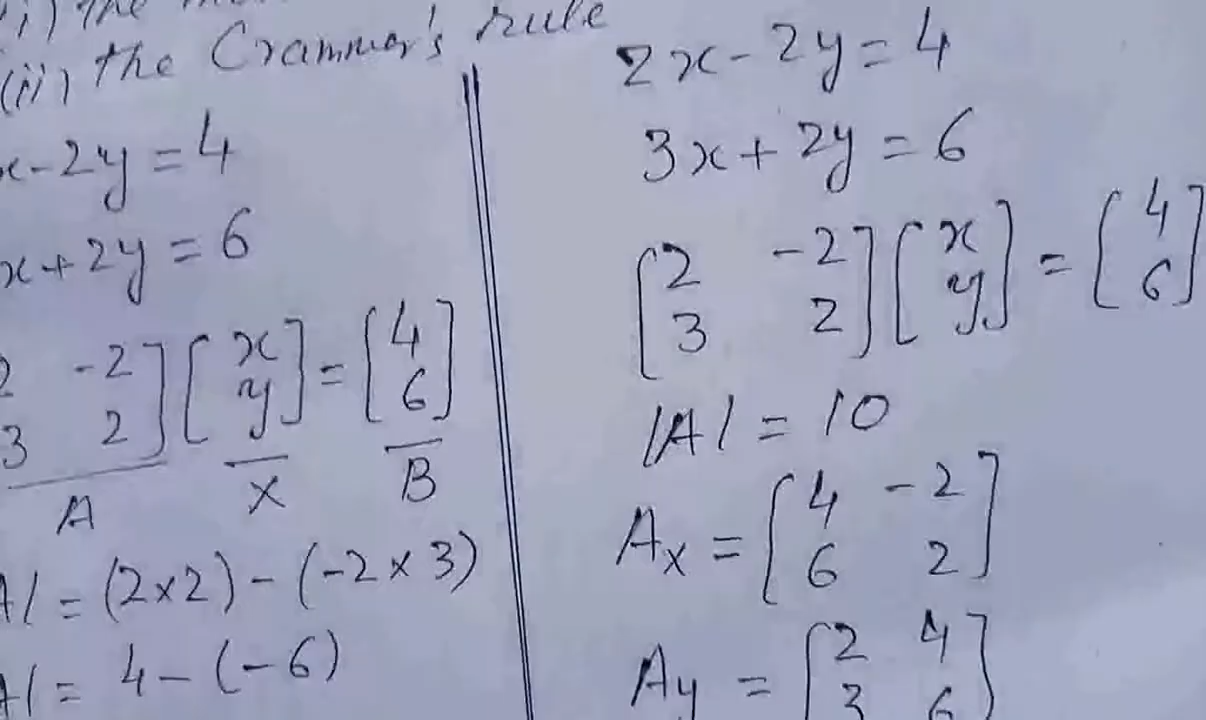 (ii) the Crammer's rule
x - 2y = 4
x + 2y = 6
2 -2] [x = [4
3 2] y] 6]
A X B
A| = (2×2) - (-2×3)
A| = 4 - (-6)
2x - 2y = 4
3x + 2y = 6
[2 -2] [x] = [4]
[3 2] [y] [6]
|A| = 10
Ax = [4 -2]
[6 2]
Ay = [2 4]
[3 6]